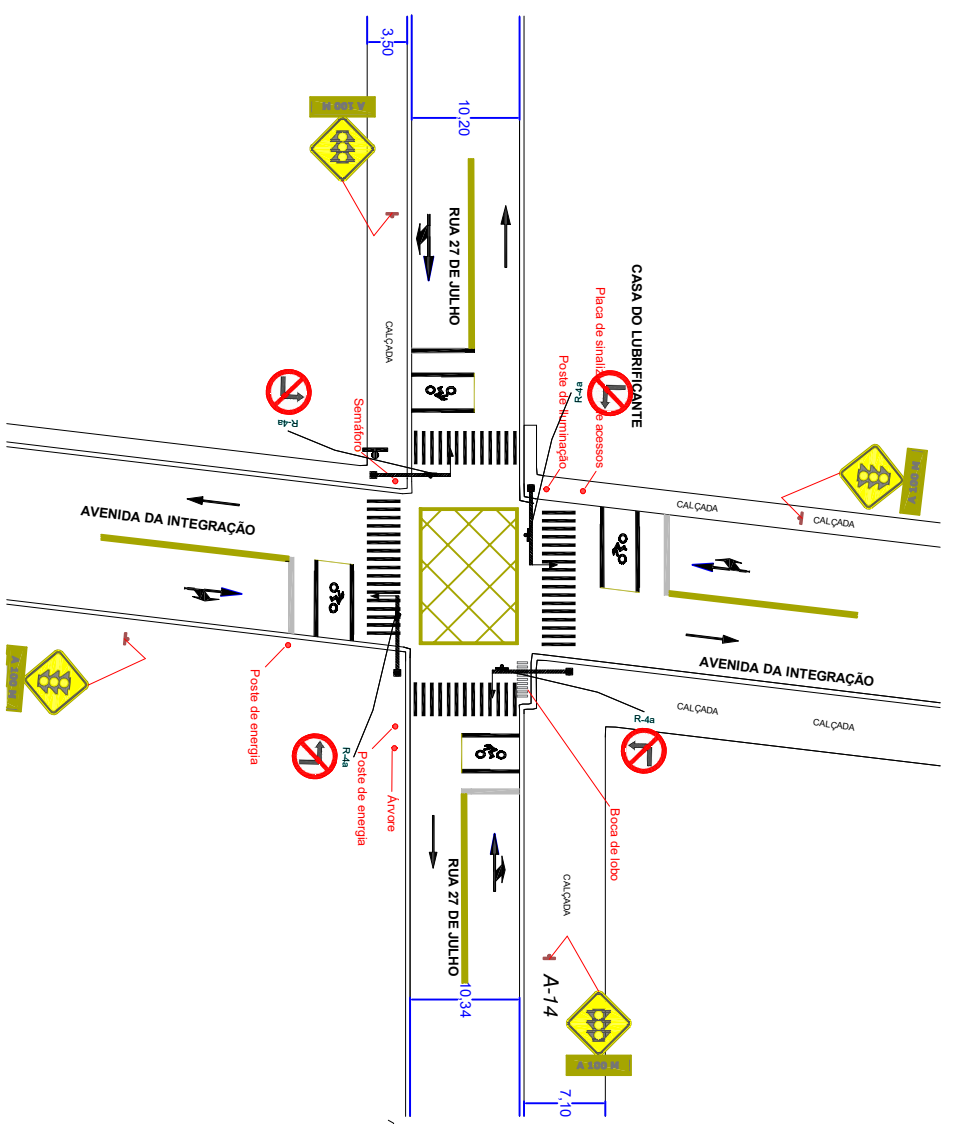 3,50
10,20
A 100 M
RUA 27 DE JULHO
CASA DO LUBRIFICANTE
Placa de sinaliz
e acessos
Poste de iluminação
R-4a
CALÇADA
R-4a
Semáforo
A 100 M
CALÇADA
CALÇADA
AVENIDA DA INTEGRAÇÃO
AVENIDA DA INTEGRAÇÃO
A 100 M
Poste de energia
CALÇADA
CALÇADA
R-4a
R-4a
Poste de energia
Árvore
Boca de lobo
RUA 27 DE JULHO
CALÇADA
A-14
10,34
A 100 M
7,10